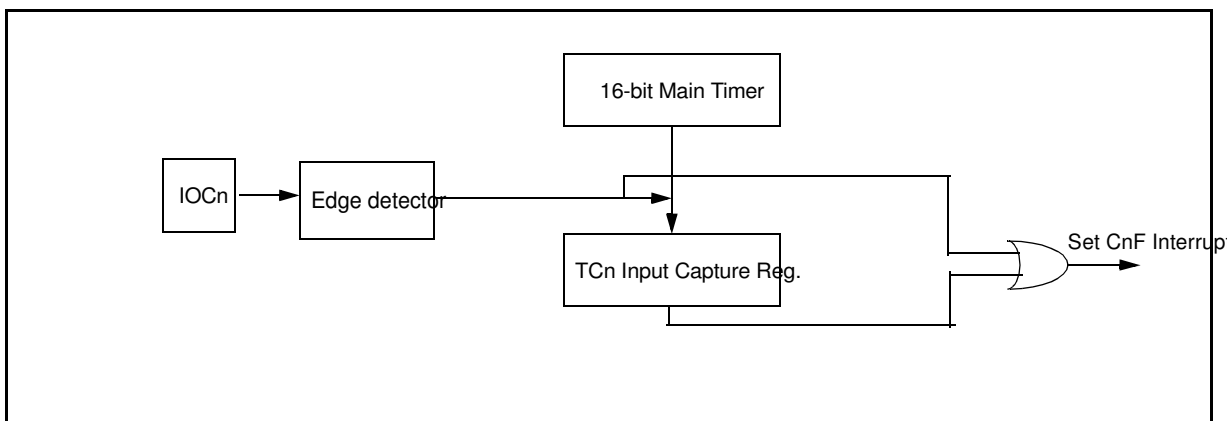 16-bit Main Timer
IOCn
Edge detector
Set CnF Interrupt
TCn Input Capture Reg.